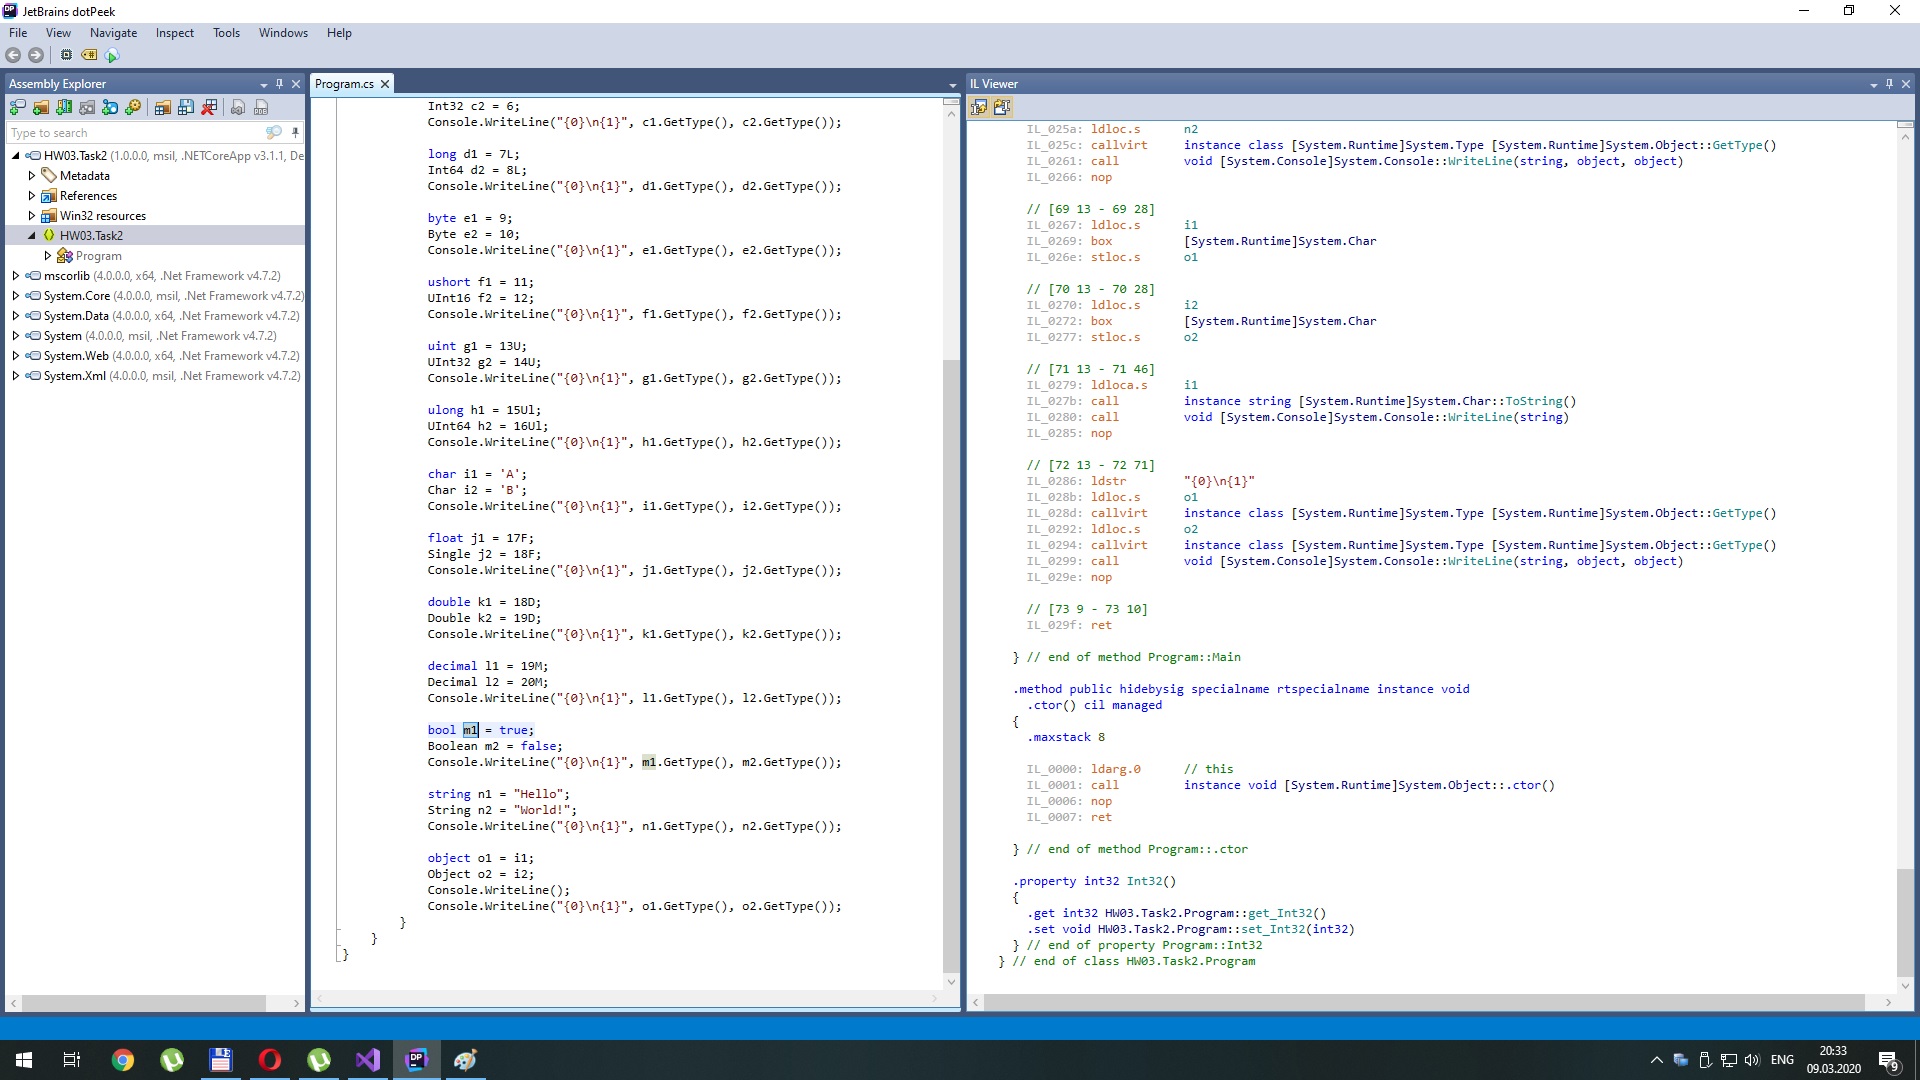 JetBrains dotPeek
File View Navigate Inspect Tools Windows Help
Assembly Explorer
Type to search
HW03.Task2 (1.0.0.0, msil, .NETCoreApp v3.1.1, De
Metadata
References
Win32 resources
HW03.Task2
Program
mscorlib (4.0.0.0, x64, .Net Framework v4.7.2)
System.Core (4.0.0.0, msil, .Net Framework v4.7.2)
System.Data (4.0.0.0, x64, .Net Framework v4.7.2)
System (4.0.0.0, msil, .Net Framework v4.7.2)
System.Web (4.0.0.0, x64, .Net Framework v4.7.2)
System.Xml (4.0.0.0, msil, .Net Framework v4.7.2)
Program.cs
Int32 c2 = 6;
Console.WriteLine("{0}\n{1}", c1.GetType(), c2.GetType());
long d1 = 7L;
Int64 d2 = 8L;
Console.WriteLine("{0}\n{1}", d1.GetType(), d2.GetType());
byte e1 = 9;
Byte e2 = 10;
Console.WriteLine("{0}\n{1}", e1.GetType(), e2.GetType());
ushort f1 = 11;
UInt16 f2 = 12;
Console.WriteLine("{0}\n{1}", f1.GetType(), f2.GetType());
uint g1 = 13U;
UInt32 g2 = 14U;
Console.WriteLine("{0}\n{1}", g1.GetType(), g2.GetType());
ulong h1 = 15Ul;
UInt64 h2 = 16Ul;
Console.WriteLine("{0}\n{1}", h1.GetType(), h2.GetType());
char i1 = 'A';
Char i2 = 'B';
Console.WriteLine("{0}\n{1}", i1.GetType(), i2.GetType());
float j1 = 17F;
Single j2 = 18F;
Console.WriteLine("{0}\n{1}", j1.GetType(), j2.GetType());
double k1 = 18D;
Double k2 = 19D;
Console.WriteLine("{0}\n{1}", k1.GetType(), k2.GetType());
decimal l1 = 19M;
Decimal l2 = 20M;
Console.WriteLine("{0}\n{1}", l1.GetType(), l2.GetType());
bool m1 = true;
Boolean m2 = false;
Console.WriteLine("{0}\n{1}", m1.GetType(), m2.GetType());
string n1 = "Hello";
String n2 = "World!";
Console.WriteLine("{0}\n{1}", n1.GetType(), n2.GetType());
object o1 = i1;
Object o2 = i2;
Console.WriteLine();
Console.WriteLine("{0}\n{1}", o1.GetType(), o2.GetType());
}
}
}
IL Viewer
IL_025a: ldloc.s n2
IL_025c: callvirt instance class [System.Runtime]System.Type [System.Runtime]System.Object::GetType()
IL_0261: call void [System.Console]System.Console::WriteLine(string, object, object)
IL_0266: nop
// [69 13 - 69 28]
IL_0267: ldloc.s i1
IL_0269: box [System.Runtime]System.Char
IL_026e: stloc.s o1
// [70 13 - 70 28]
IL_0270: ldloc.s i2
IL_0272: box [System.Runtime]System.Char
IL_0277: stloc.s o2
// [71 13 - 71 46]
IL_0279: ldloca.s i1
IL_027b: call instance string [System.Runtime]System.Char::ToString()
IL_0280: call void [System.Console]System.Console::WriteLine(string)
IL_0285: nop
// [72 13 - 72 71]
IL_0286: ldstr "{0}\n{1}"
IL_028b: ldloc.s o1
IL_028d: callvirt instance class [System.Runtime]System.Type [System.Runtime]System.Object::GetType()
IL_0292: ldloc.s o2
IL_0294: callvirt instance class [System.Runtime]System.Type [System.Runtime]System.Object::GetType()
IL_0299: call void [System.Console]System.Console::WriteLine(string, object, object)
IL_029e: nop
// [73 9 - 73 10]
IL_029f: ret
} // end of method Program::Main
.method public hidebysig specialname rtspecialname instance void
.ctor() cil managed
{
.maxstack 8
IL_0000: ldarg.0 // this
IL_0001: call instance void [System.Runtime]System.Object::.ctor()
IL_0006: nop
IL_0007: ret
} // end of method Program::.ctor
.property int32 Int32()
{
.get int32 HW03.Task2.Program::get_Int32()
.set void HW03.Task2.Program::set_Int32(int32)
} // end of property Program::Int32
} // end of class HW03.Task2.Program
ENG
20:33
09.03.2020
9